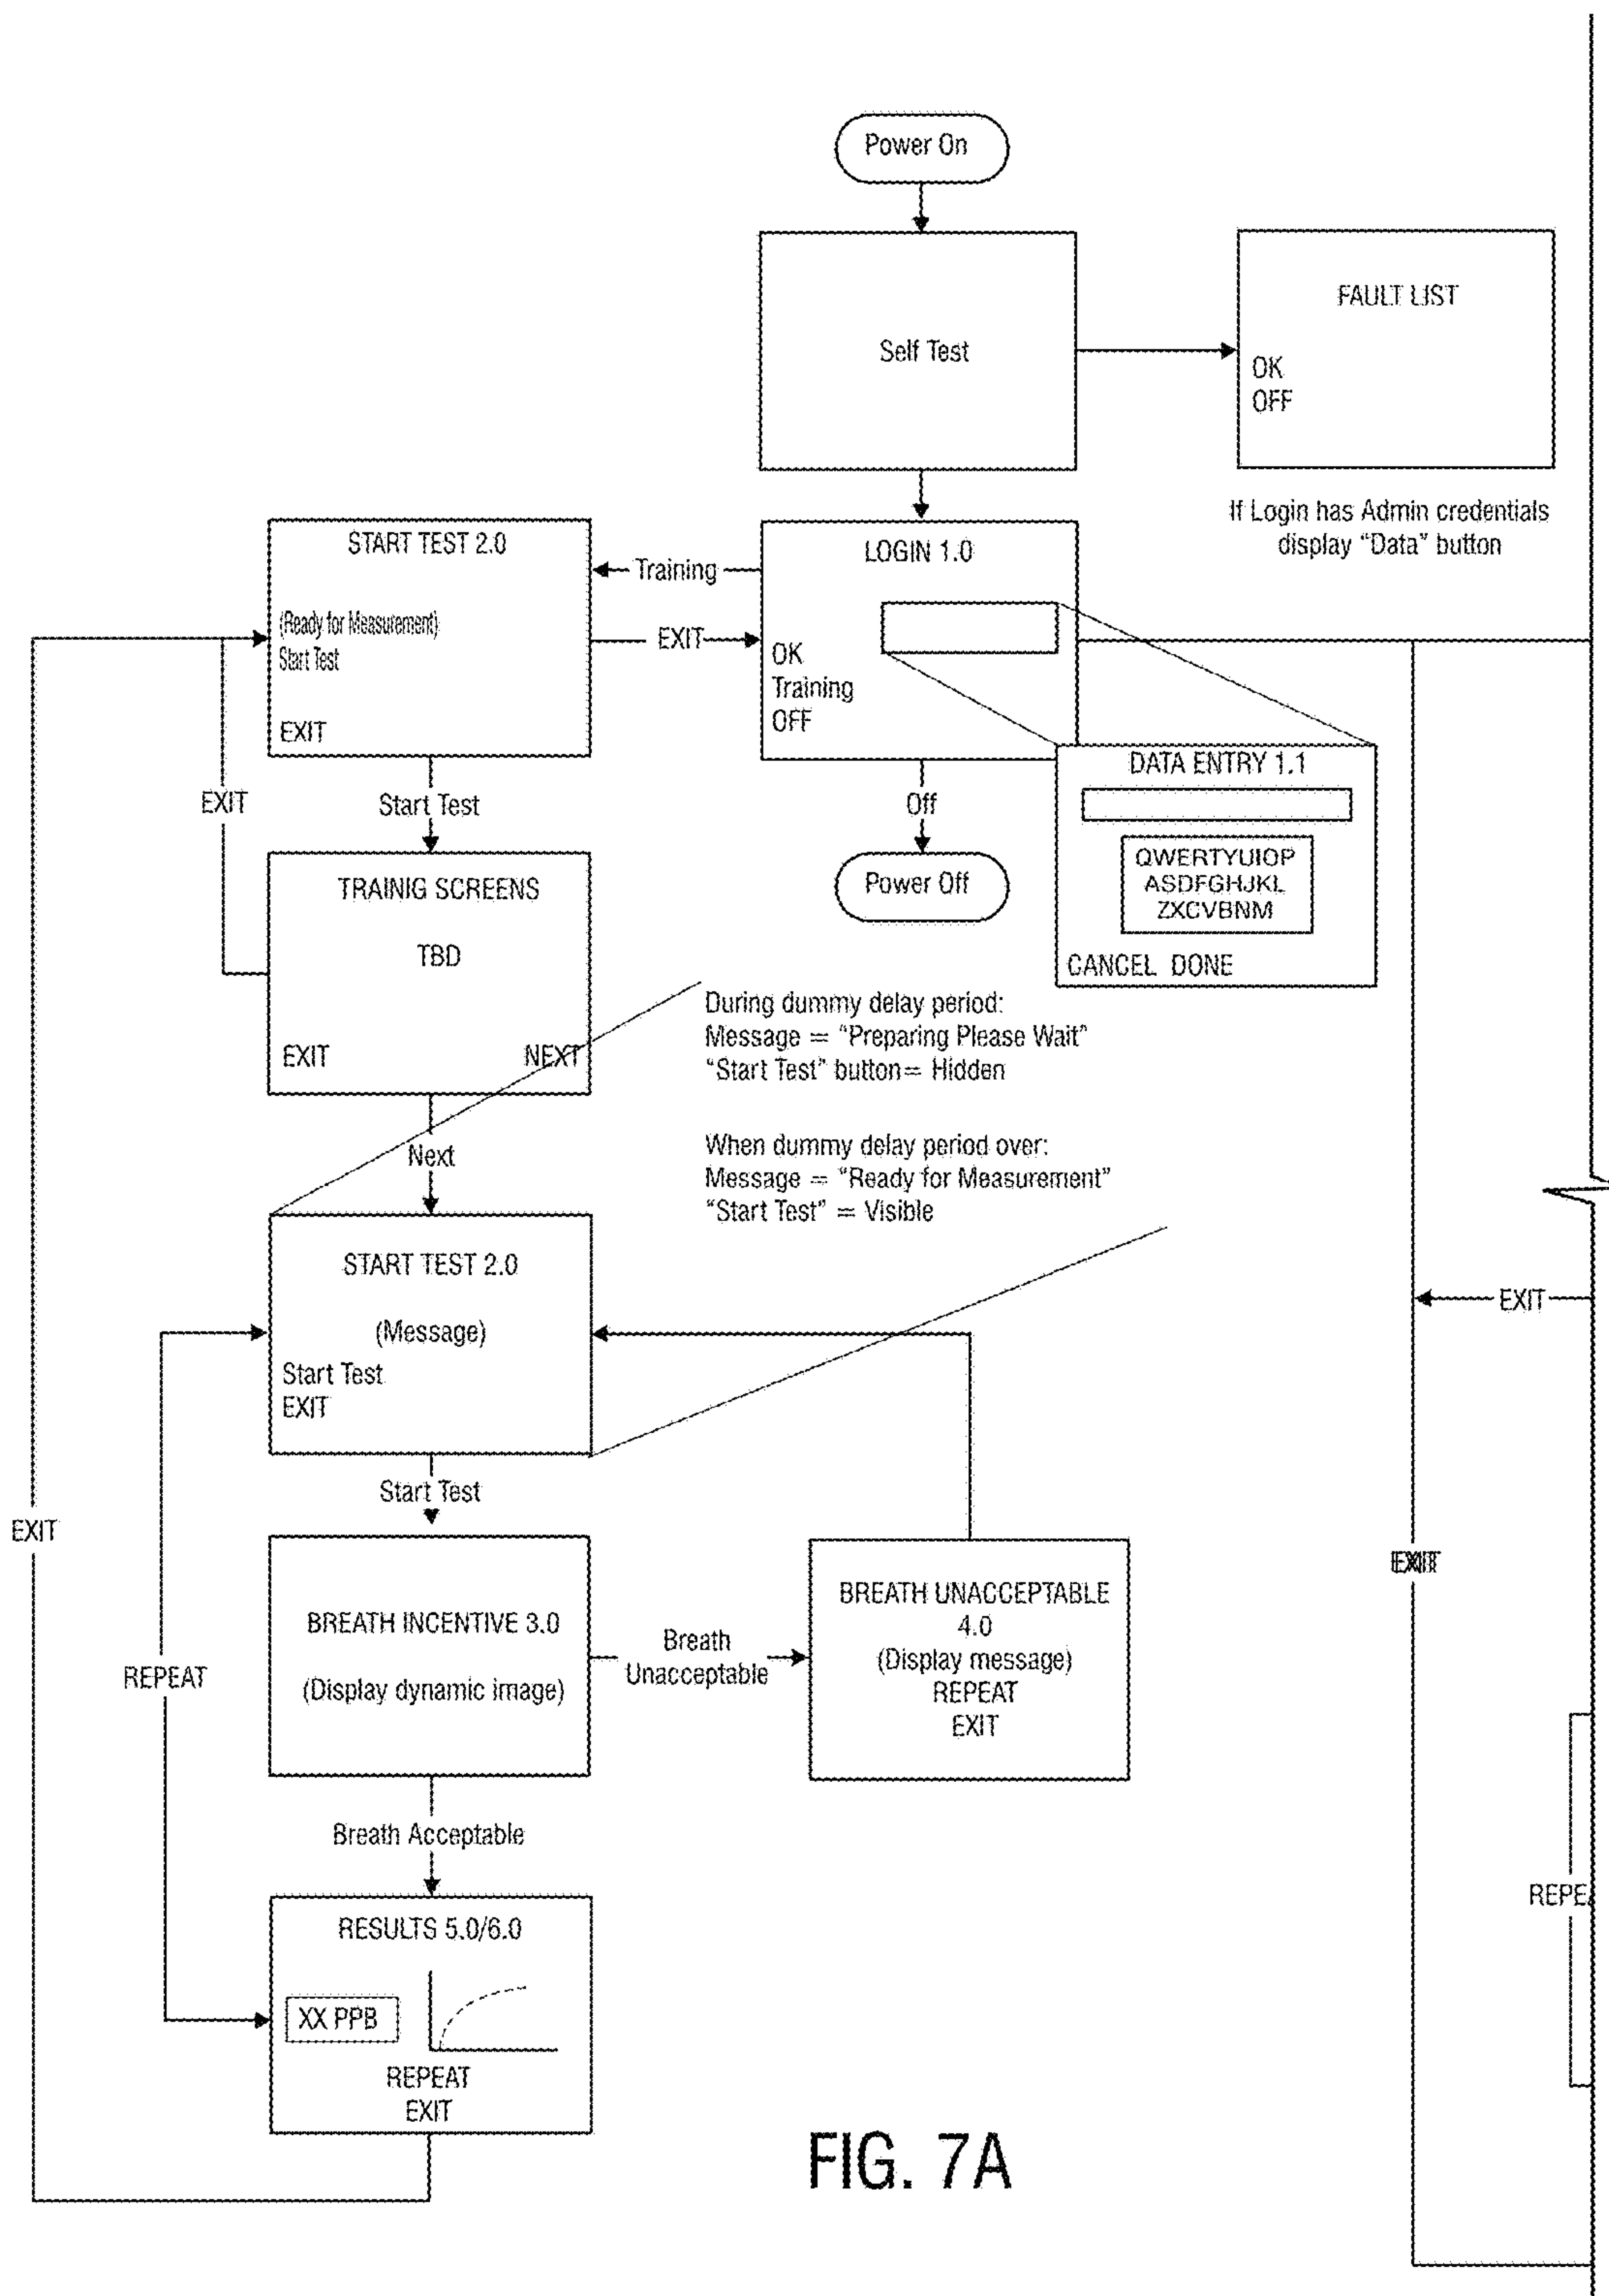 Power On
Self Test
FAULT LIST
OK
OFF
If Login has Admin credentials
display “Data” button
START TEST 2.0
(Ready for Measurement)
Start Test
EXIT
Training
EXIT
LOGIN 1.0
OK
Training
OFF
DATA ENTRY 1.1
QWERTYUIOP
ASDFGHJKL
ZXCVBNM
CANCEL DONE
EXIT
Start Test
Off
Power Off
TRAINIG SCREENS
TBD
EXIT NEXT
During dummy delay period:
Message = “Preparing Please Wait”
“Start Test” button= Hidden
When dummy delay period over:
Message = “Ready for Measurement”
“Start Test” = Visible
Next
START TEST 2.0
(Message)
Start Test
EXIT
EXIT
Start Test
EXIT
EXIT
BREATH INCENTIVE 3.0
(Display dynamic image)
Breath
Unacceptable
BREATH UNACCEPTABLE
4.0
(Display message)
REPEAT
EXIT
REPEAT
Breath Acceptable
REPEA
RESULTS 5.0/6.0
XX PPB
REPEAT
EXIT
FIG. 7A